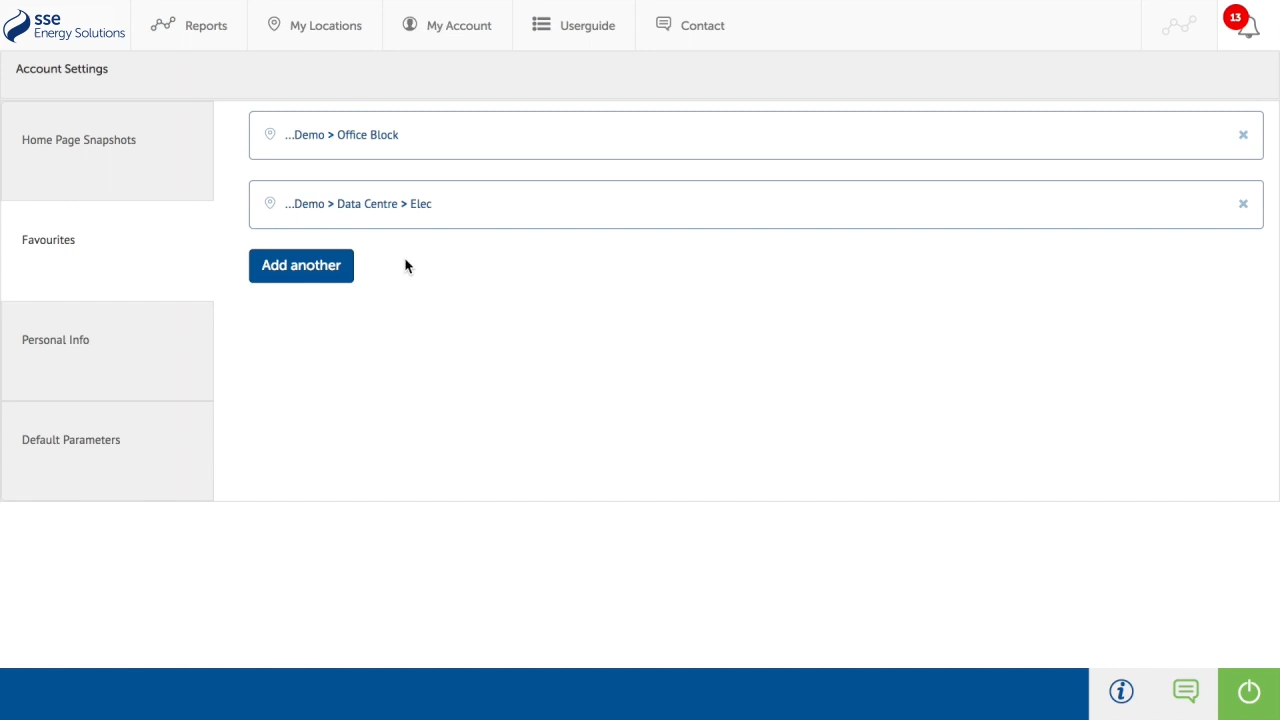 sse
Energy Solutions
Reports
My Locations
My Account
Userguide
Contact
13
Account Settings
Home Page Snapshots
Favourites
Personal Info
Default Parameters
...Demo > Office Block
...Demo > Data Centre > Elec
Add another